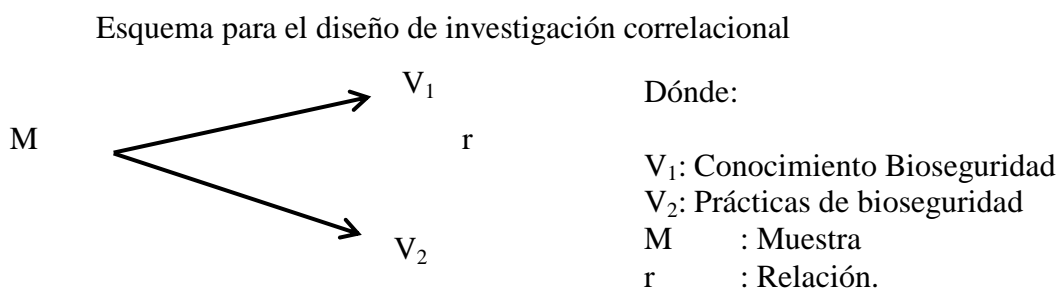 Esquema para el diseño de investigación correlacional
V₁
M
r
V₂
Dónde:
V₁: Conocimiento Bioseguridad
V₂: Prácticas de bioseguridad
M : Muestra
r : Relación.